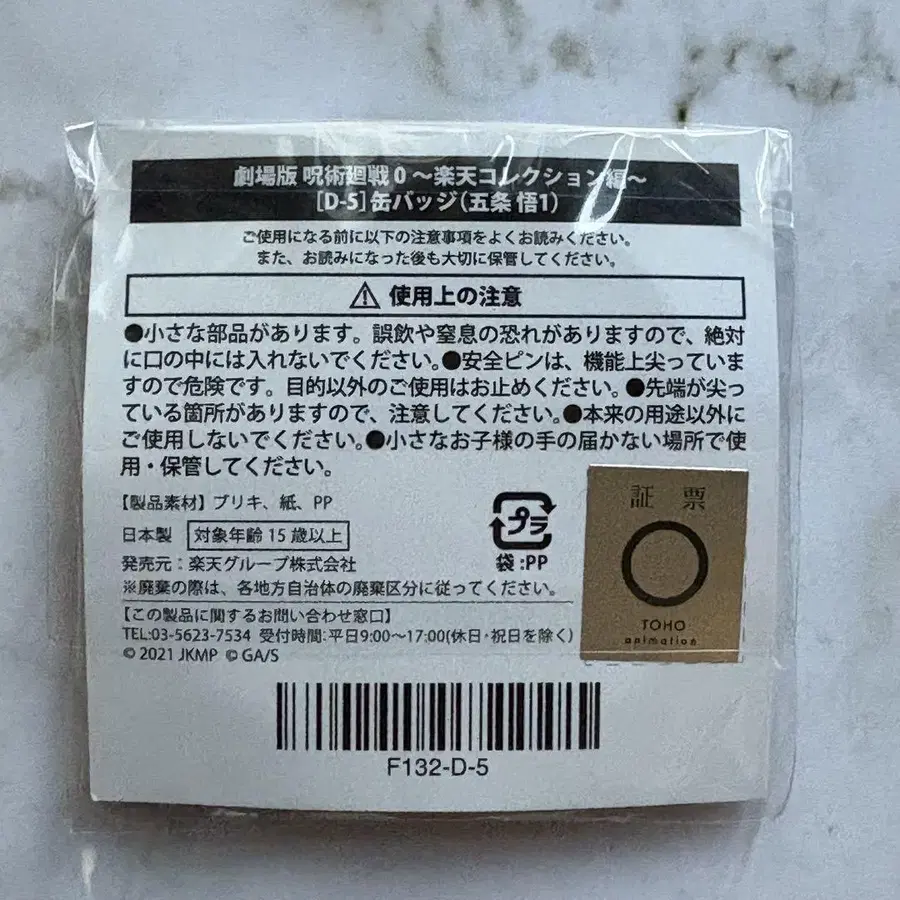 劇場版 呪術廻戦 0 ～楽天コレクション編～
[D-5]缶バッジ(五条 悟1)
ご使用になる前に以下の注意事項をよくお読みください。
また、お読みになった後も大切に保管してください。
使用上の注意
●小さな部品があります。誤飲や窒息の恐れがありますので、絶対
に口の中には入れないでください。●安全ピンは、機能上尖っていま
すので危険です。目的以外のご使用はお止めください。●先端が尖っ
ている箇所がありますので、注意してください。●本来の用途以外に
ご使用しないでください。●小さなお子様の手の届かない場所で使
用・保管してください。
【製品素材】ブリキ、紙、PP
日本製 対象年齢 15 歳以上
発売元：楽天グループ株式会社
※廃棄の際は、各地方自治体の廃棄区分に従ってください。
【この製品に関するお問い合わせ窓口】
TEL:03-5623-7534 受付時間:平日9:00～17:00(休日・祝日を除く)
© 2021 JKMP © GA/S
プラ
袋:PP
証 票
TOHO
animation
F132-D-5